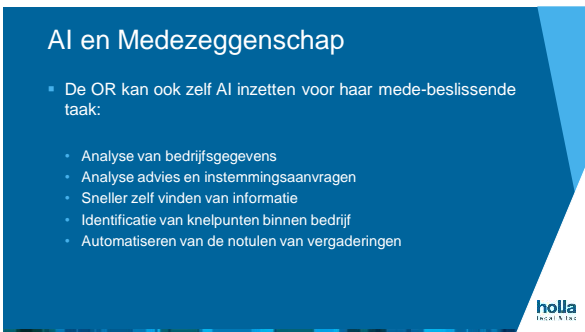 AI en Medezeggenschap
▪ De OR kan ook zelf AI inzetten voor haar mede-beslissende
taak:
• Analyse van bedrijfsgegevens
• Analyse advies en instemmingsaanvragen
• Sneller zelf vinden van informatie
• Identificatie van knelpunten binnen bedrijf
• Automatiseren van de notulen van vergaderingen
holla
legal & tax